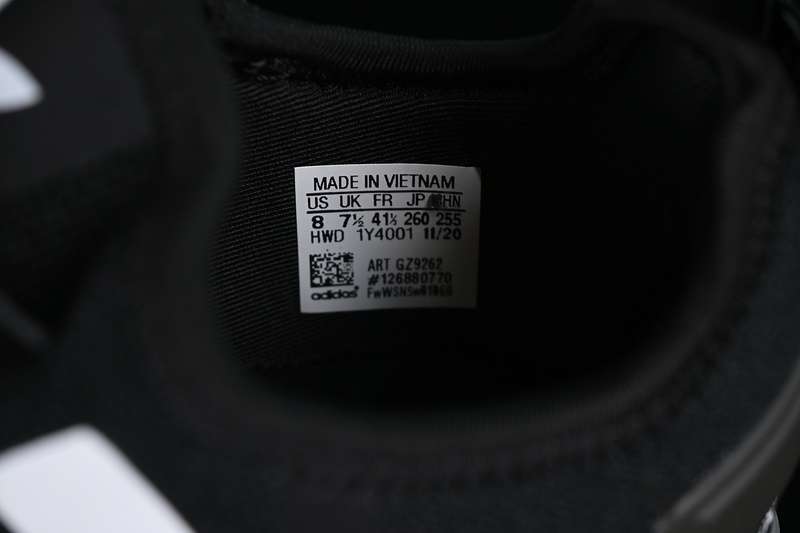 MADE IN VIETNAM
US UK FR JP CHN
8 7½ 41⅓ 260 255
HWD 1Y4001 11/20
ART GZ9262
#126880770
adidas